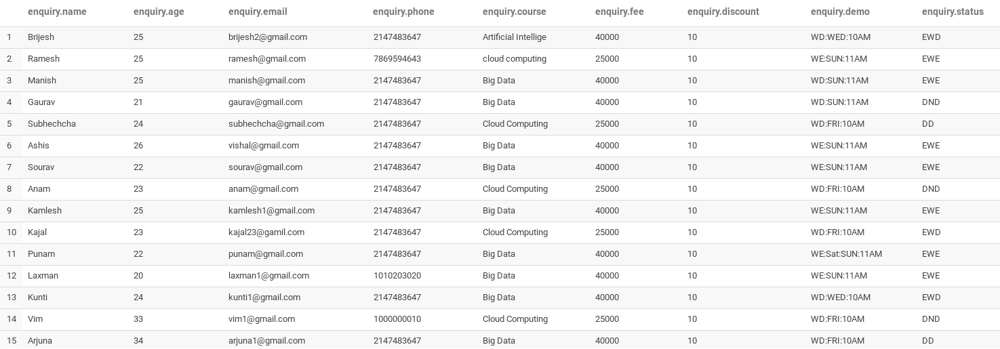 enquiry.name enquiry.age enquiry.email enquiry.phone enquiry.course enquiry.fee enquiry.discount enquiry.demo enquiry.status
1 Brijesh 25 brijesh2@gmail.com 2147483647 Artificial Intellige 40000 10 WD:WED:10AM EWD
2 Ramesh 25 ramesh@gmail.com 7869594643 cloud computing 25000 10 WE:SUN:11AM EWE
3 Manish 25 manish@gmail.com 2147483647 Big Data 40000 10 WD:SUN:11AM EWE
4 Gaurav 21 gaurav@gmail.com 2147483647 Big Data 40000 10 WD:SUN:11AM DND
5 Subhechcha 24 subhechcha@gmail.com 2147483647 Cloud Computing 25000 10 WD:FRI:10AM DD
6 Ashis 26 vishal@gmail.com 2147483647 Big Data 40000 10 WE:SUN:11AM EWE
7 Sourav 22 sourav@gmail.com 2147483647 Big Data 40000 10 WE:SUN:11AM EWE
8 Anam 23 anam@gmail.com 2147483647 Cloud Computing 25000 10 WD:FRI:10AM DND
9 Kamlesh 25 kamlesh1@gmail.com 2147483647 Big Data 40000 10 WE:SUN:11AM EWE
10 Kajal 23 kajal23@gamil.com 2147483647 Cloud Computing 25000 10 WD:FRI:10AM EWD
11 Punam 22 punam@gmail.com 2147483647 Big Data 40000 10 WE:Sat:SUN:11AM EWE
12 Laxman 20 laxman1@gmail.com 1010203020 Big Data 40000 10 WE:SUN:11AM EWE
13 Kunti 24 kunti1@gmail.com 2147483647 Big Data 40000 10 WD:WED:10AM EWD
14 Vim 33 vim1@gmail.com 1000000010 Cloud Computing 25000 10 WD:FRI:10AM DND
15 Arjuna 34 arjuna1@gmail.com 2147483647 Big Data 40000 10 WD:FRI:10AM DD